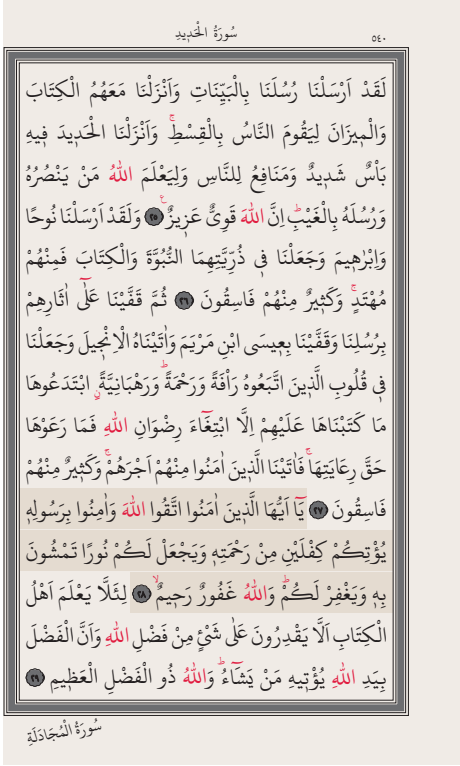 سُورَةُ الْحَدِيدِ ٥٤٠
لَقَدْ اَرْسَلْنَا رُسُلَنَا بِالْبَيِّنَاتِ وَاَنْزَلْنَا مَعَهُمُ الْكِتَابَ
وَالْم۪يزَانَ لِيَقُومَ النَّاسُ بِالْقِسْطِۚ وَاَنْزَلْنَا الْحَد۪يدَ ف۪يهِ
بَاْسٌ شَد۪يدٌ وَمَنَافِعُ لِلنَّاسِ وَلِيَعْلَمَ اللّٰهُ مَنْ يَنْصُرُهُ
وَرُسُلَهُ بِالْغَيْبِۜ اِنَّ اللّٰهَ قَوِيٌّ عَز۪يزٌ۟ ﴿٢٥﴾ وَلَقَدْ اَرْسَلْنَا نُوحًا
وَاِبْرٰه۪يمَ وَجَعَلْنَا ف۪ي ذُرِّيَّتِهِمَا النُّبُوَّةَ وَالْكِتَابَ فَمِنْهُمْ
مُهْتَدٍۚ وَكَث۪يرٌ مِنْهُمْ فَاسِقُونَ ﴿٢٦﴾ ثُمَّ قَفَّيْنَا عَلٰٓى اٰثَارِهِمْ
بِرُسُلِنَا وَقَفَّيْنَا بِع۪يسَى ابْنِ مَرْيَمَ وَاٰتَيْنَاهُ الْاِنْج۪يلَ وَجَعَلْنَا
ف۪ي قُلُوبِ الَّذ۪ينَ اتَّبَعُوهُ رَاْفَةً وَرَحْمَةًۜ وَرَهْبَانِيَّةًۨ ابْتَدَعُوهَا
مَا كَتَبْنَاهَا عَلَيْهِمْ اِلَّا ابْتِغَٓاءَ رِضْوَانِ اللّٰهِ فَمَا رَعَوْهَا
حَقَّ رِعَايَتِهَاۚ فَاٰتَيْنَا الَّذ۪ينَ اٰمَنُوا مِنْهُمْ اَجْرَهُمْۚ وَكَث۪يرٌ مِنْهُمْ
فَاسِقُونَ ﴿٢٧﴾ يَٓا اَيُّهَا الَّذ۪ينَ اٰمَنُوا اتَّقُوا اللّٰهَ وَاٰمِنُوا بِرَسُولِه۪
يُؤْتِكُمْ كِفْلَيْنِ مِنْ رَحْمَتِه۪ وَيَجْعَلْ لَكُمْ نُورًا تَمْشُونَ
بِه۪ وَيَغْفِرْ لَكُمْۜ وَاللّٰهُ غَفُورٌ رَح۪يمٌۙ ﴿٢٨﴾ لِئَلَّا يَعْلَمَ اَهْلُ
الْكِتَابِ اَلَّا يَقْدِرُونَ عَلٰى شَيْءٍ مِنْ فَضْلِ اللّٰهِ وَاَنَّ الْفَضْلَ
بِيَدِ اللّٰهِ يُؤْت۪يهِ مَنْ يَشَٓاءُۜ وَاللّٰهُ ذُو الْفَضْلِ الْعَظ۪يمِ ﴿٢٩﴾
سُورَةُ الْمُجَادَلَةِ